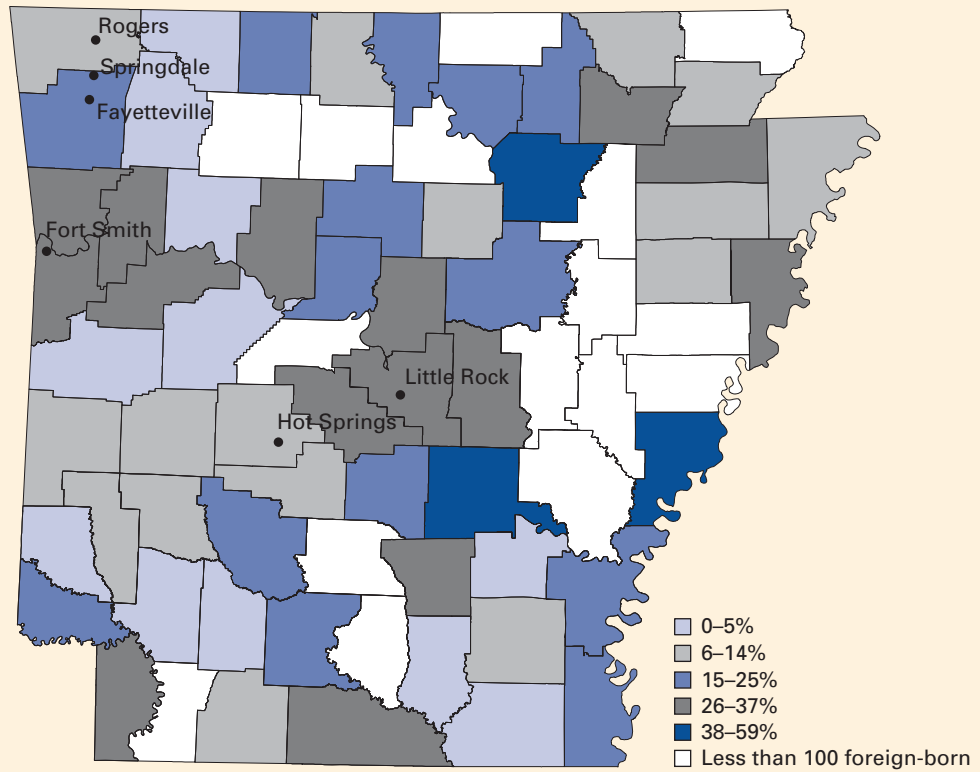 Rogers
Springdale
Fayetteville
Fort Smith
Little Rock
Hot Springs
0–5%
6–14%
15–25%
26–37%
38–59%
Less than 100 foreign-born